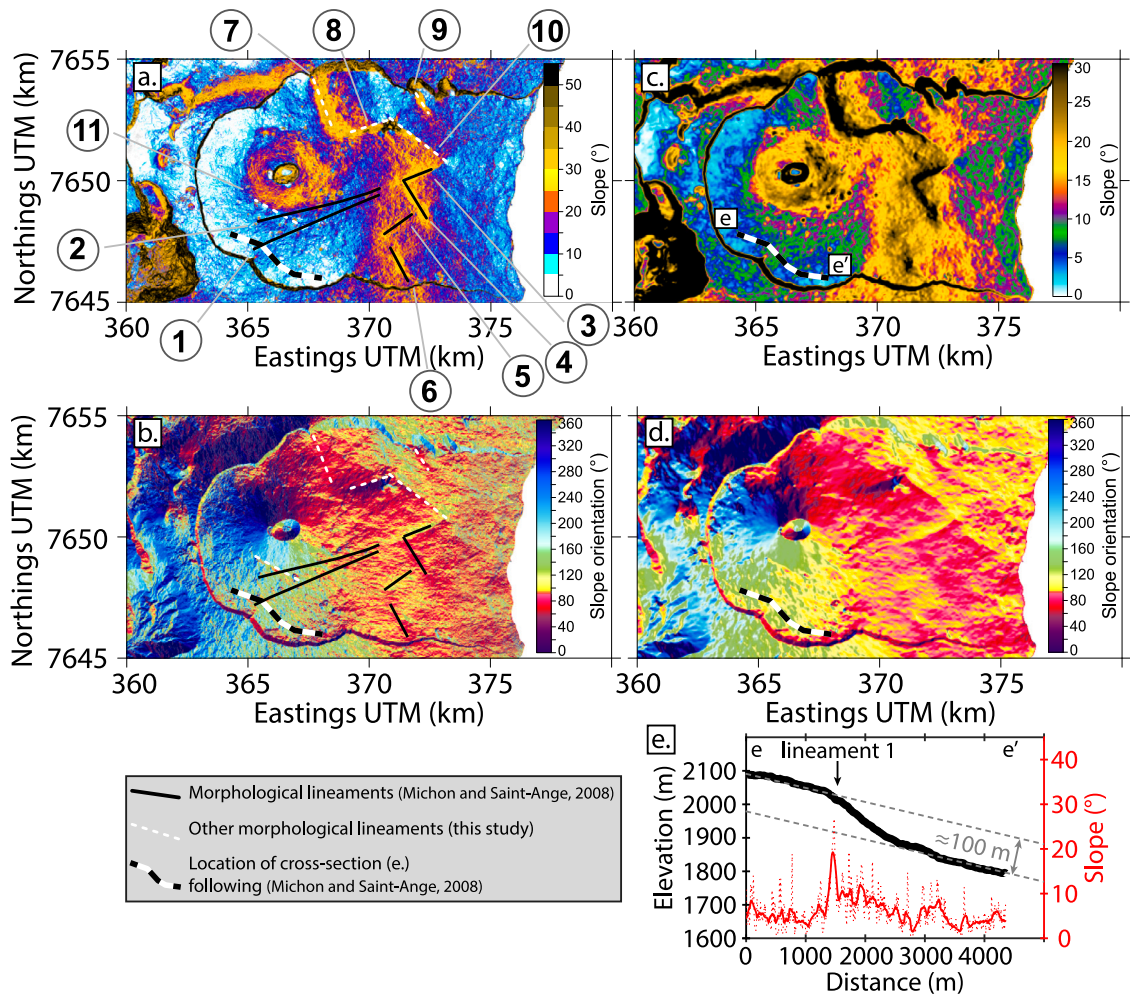 7
8
9
10
a.
c.
7655
7650
7645
Northings UTM (km)
11
2
1
3
4
5
6
50
40
30
20
10
0
Slope (°)
360
365
370
375
Eastings UTM (km)
e
e’
30
25
20
15
10
5
0
Slope (°)
360
365
370
375
Eastings UTM (km)
b.
7655
7650
7645
Northings UTM (km)
360
320
280
240
200
160
120
80
40
0
Slope orientation (°)
360
365
370
375
Eastings UTM (km)
d.
360
320
280
240
200
160
120
80
40
0
Slope orientation (°)
360
365
370
375
Eastings UTM (km)
Morphological lineaments (Michon and Saint-Ange, 2008)
Other morphological lineaments (this study)
Location of cross-section (e.)
following (Michon and Saint-Ange, 2008)
e.
e lineament 1 e’
2100
2000
1900
1800
1700
1600
Elevation (m)
≈100 m
40
30
20
10
0
Slope (°)
0 1000 2000 3000 4000
Distance (m)